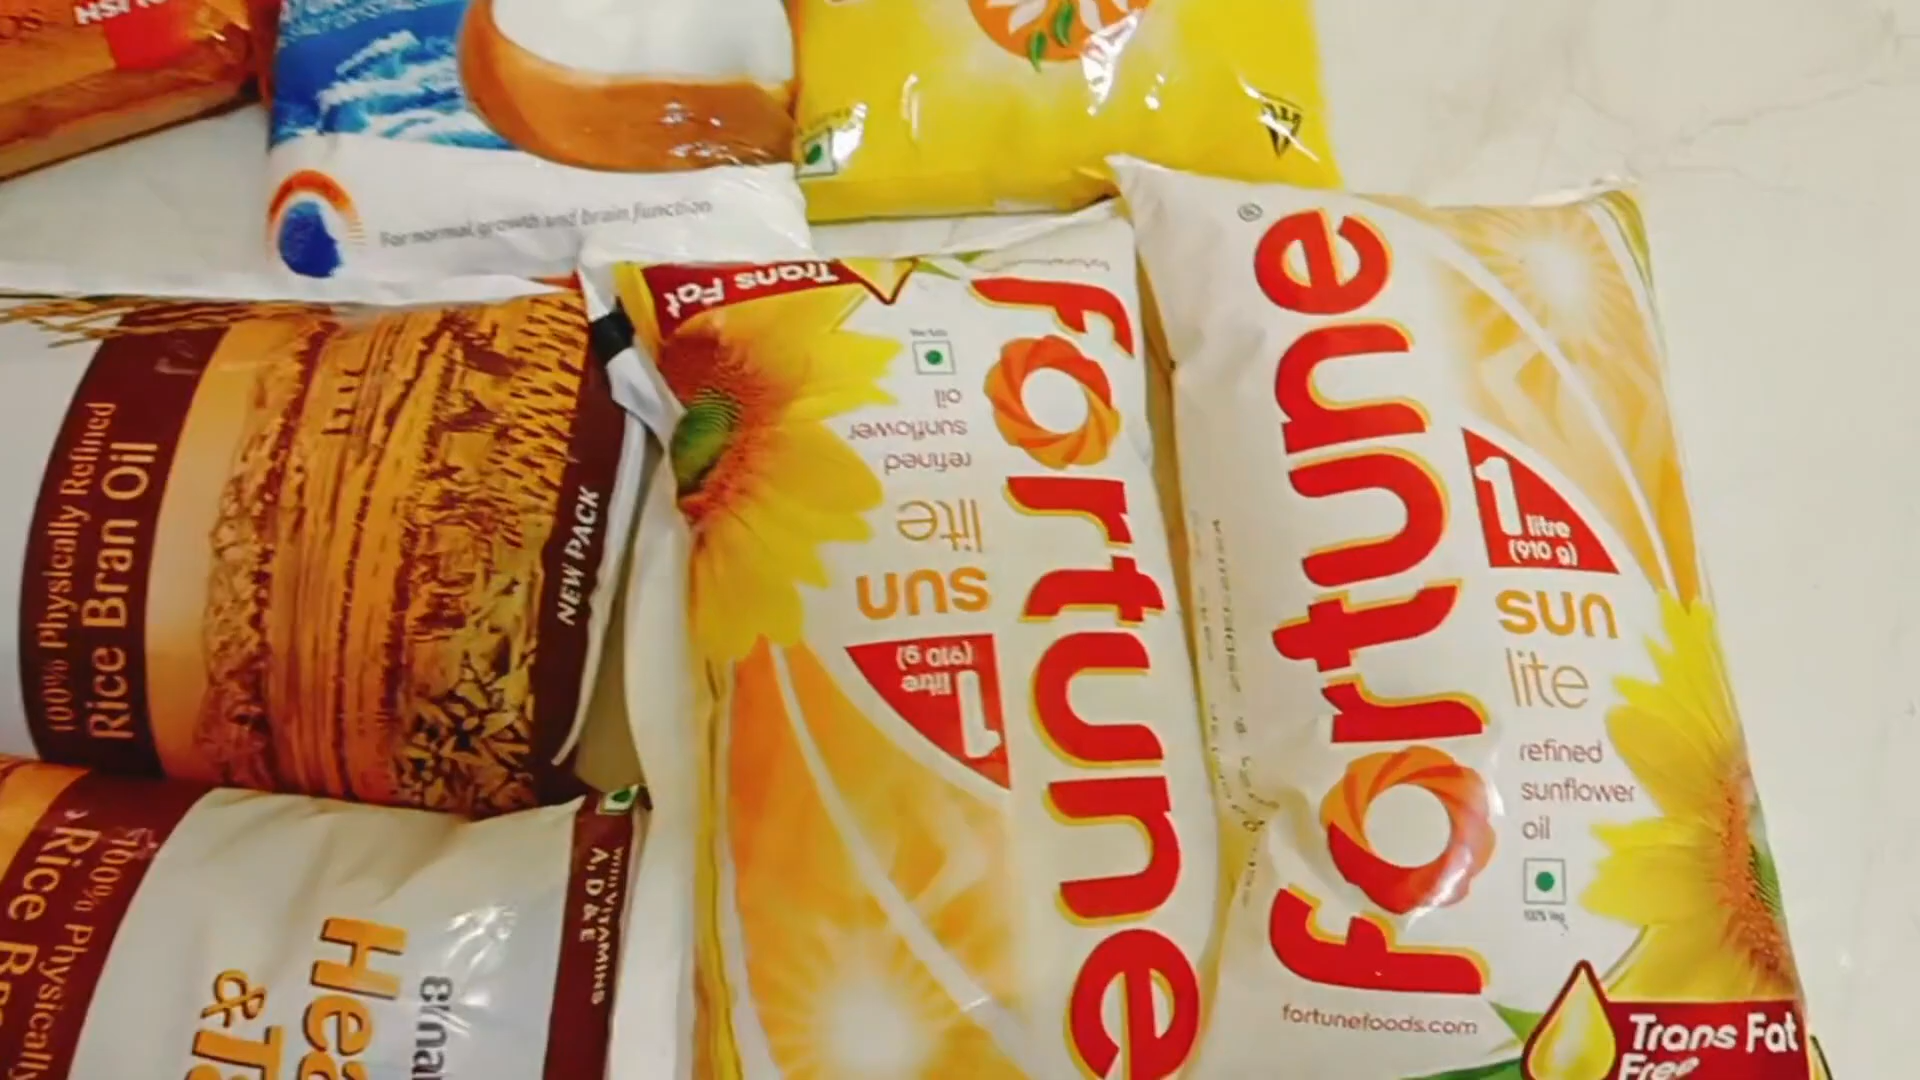 For normal growth and brain function
100% Physically Refined
Rice Bran Oil
NEW PACK
Trans Fat
fortune
sun
lite
refined
sunflower
oil
1
litre
(910 g)
fortune
®
1
litre
(910 g)
sun
lite
refined
sunflower
oil
100% Veg
fortunefoods.com
Trans Fat
Free
100% Physically
Rice
WITH VITAMINS
A, D & E